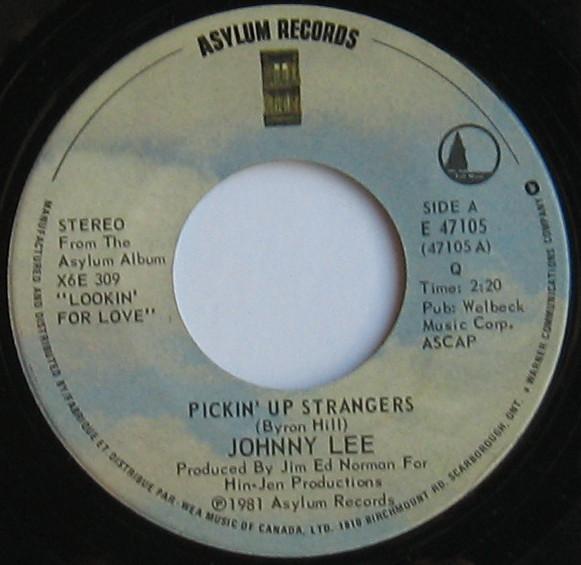 ASYLUM RECORDS
STEREO
From The
Asylum Album
X6E 309
"LOOKIN'
FOR LOVE"
SIDE A
E 47105
(47105 A)
Q
Time: 2:20
Pub: Welbeck
Music Corp.
ASCAP
PICKIN' UP STRANGERS
(Byron Hill)
JOHNNY LEE
Produced By Jim Ed Norman For
Hin-Jen Productions
℗1981 Asylum Records
MANUFACTURED AND DISTRIBUTED BY/FABRIQUE ET DISTRIBUE PAR-WEA MUSIC OF CANADA, LTD. 1810 BIRCHMOUNT RD. SCARBOROUGH, ONT. • WARNER COMMUNICATIONS COMPANY